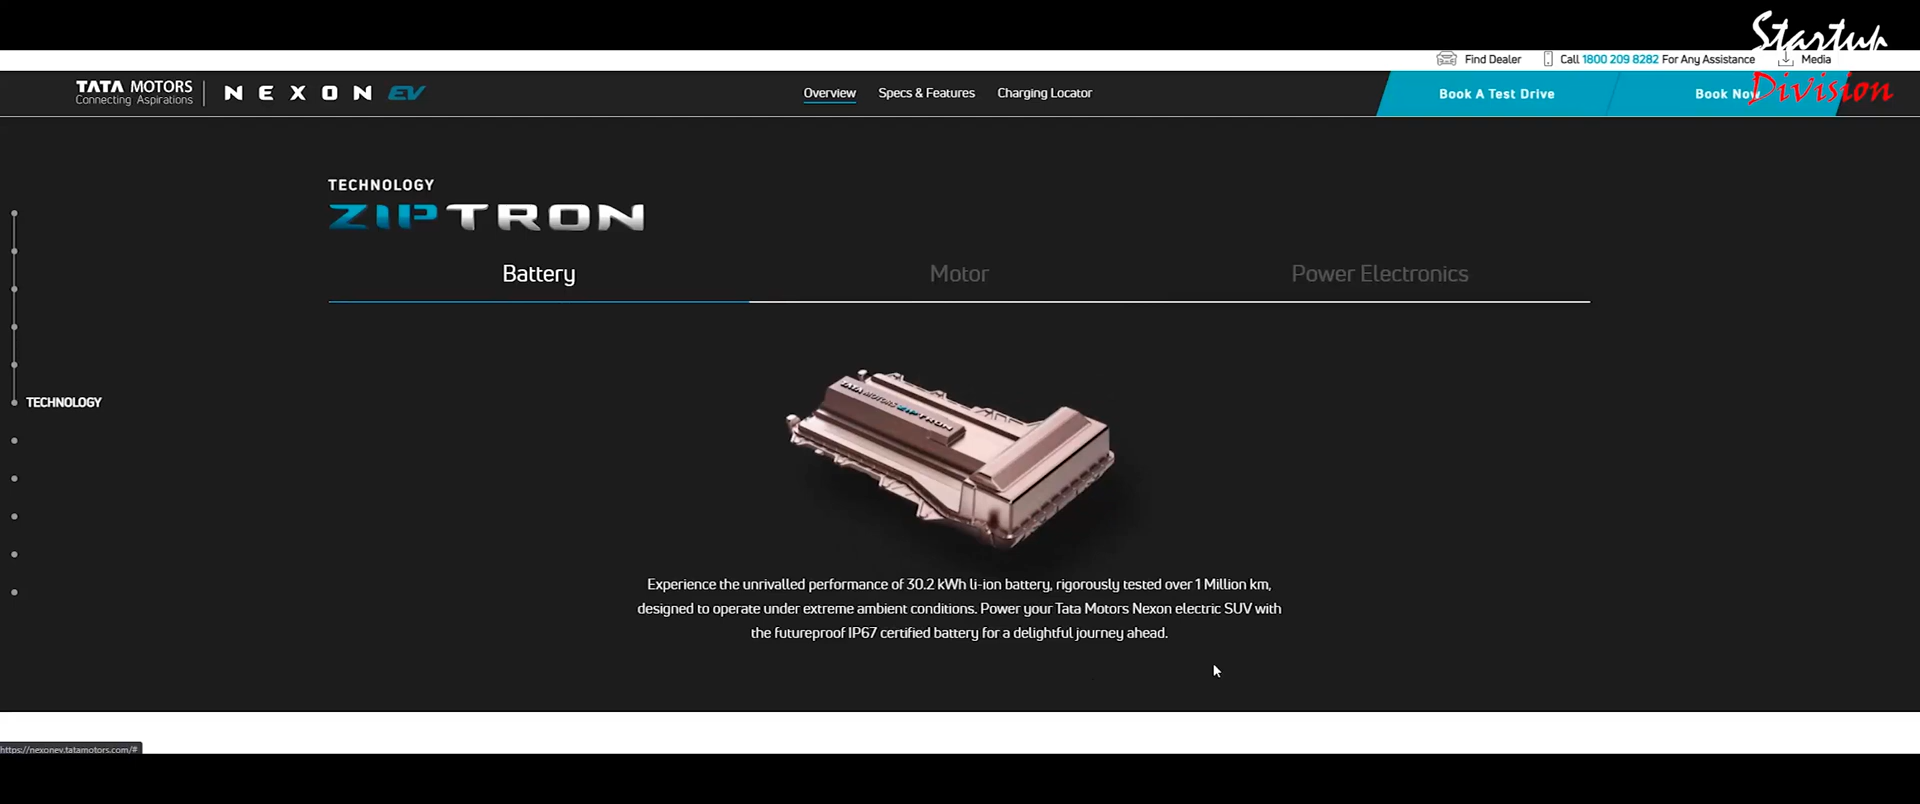 Startup
Division
Find Dealer
Call 1800 209 8282 For Any Assistance
Media
TATA MOTORS
Connecting Aspirations
NEXON EV
Overview
Specs & Features
Charging Locator
Book A Test Drive
Book Now
TECHNOLOGY
ZIPTRON
Battery
Motor
Power Electronics
TECHNOLOGY
TATA MOTORS ZIPTRON
Experience the unrivalled performance of 30.2 kWh li-ion battery, rigorously tested over 1 Million km,
designed to operate under extreme ambient conditions. Power your Tata Motors Nexon electric SUV with
the futureproof IP67 certified battery for a delightful journey ahead.
https://nexonev.tatamotors.com/#